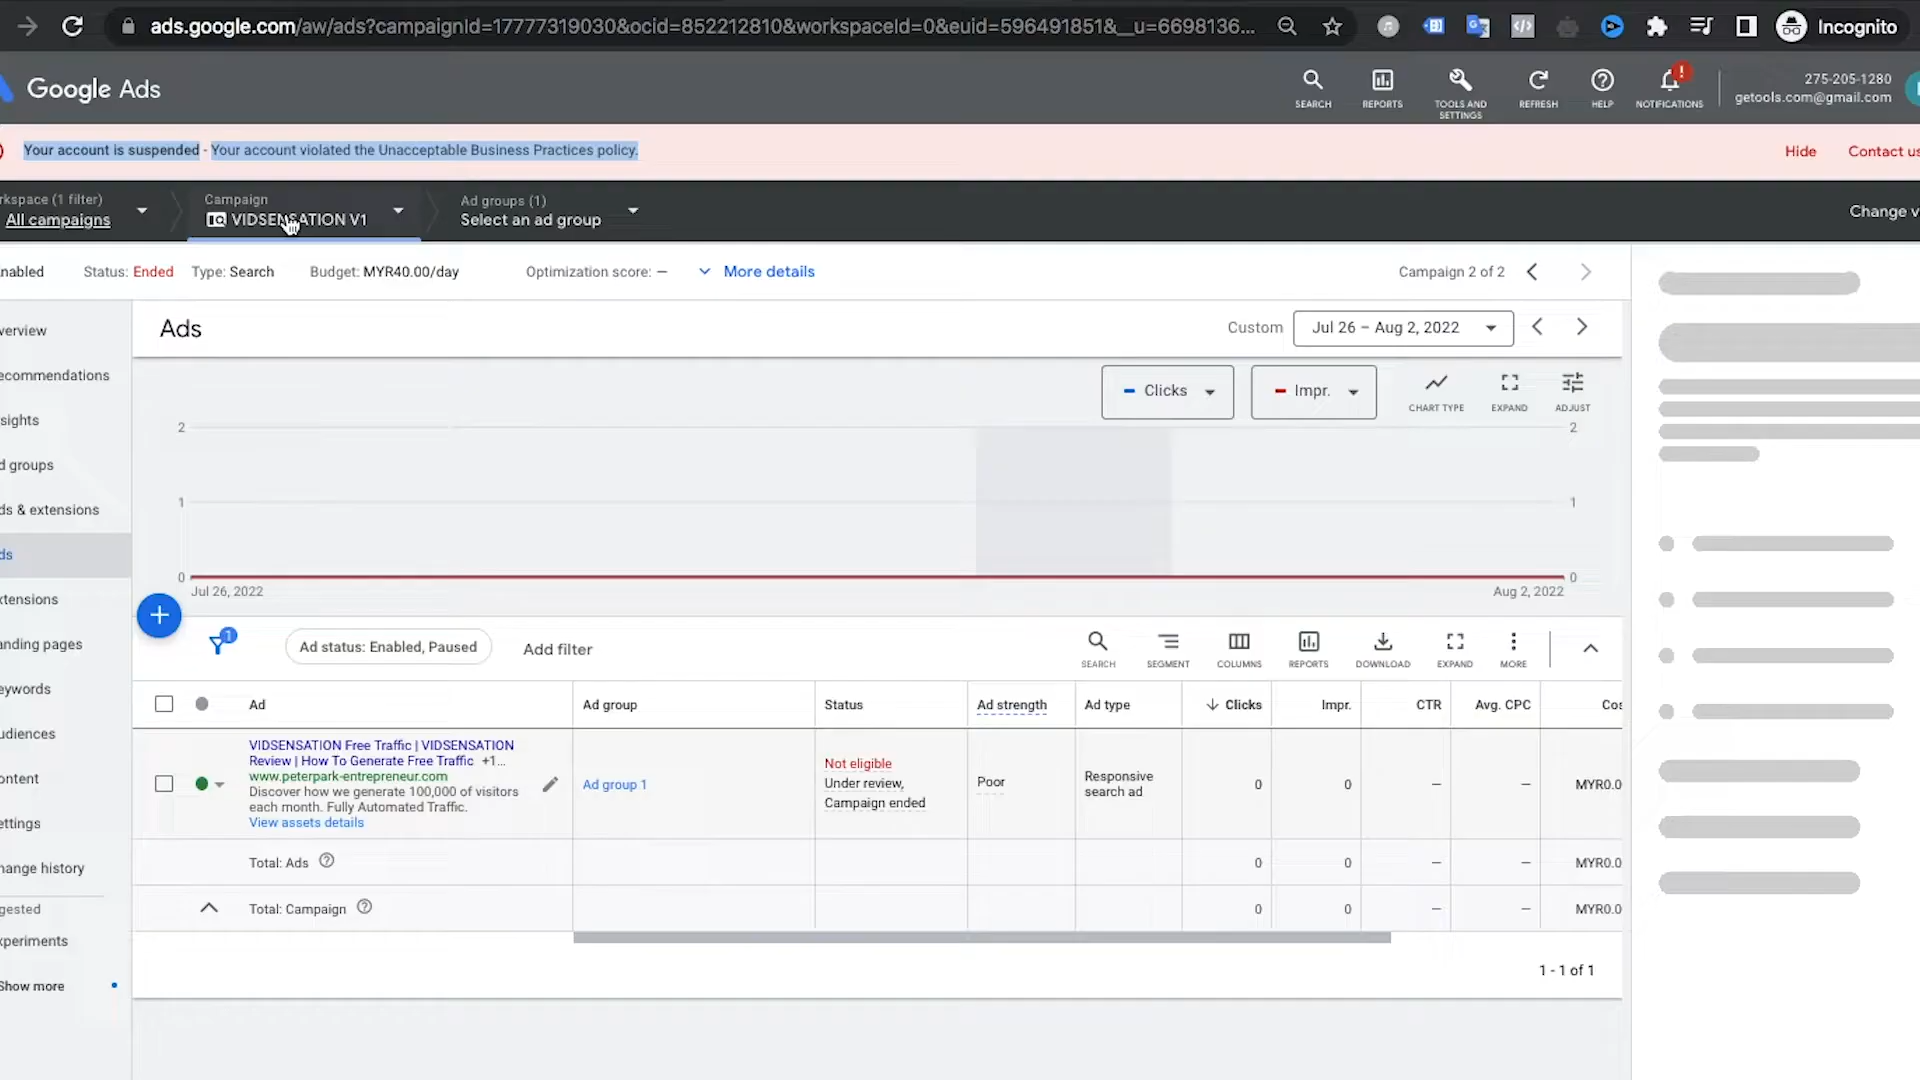 ads.google.com/aw/ads?campaignId=17777319030&ocid=852212810&workspaceId=0&euid=596491851&__u=6698136...
Incognito
Google Ads
SEARCH
REPORTS
TOOLS AND
SETTINGS
REFRESH
HELP
NOTIFICATIONS
275-205-1280
getools.com@gmail.com
Your account is suspended - Your account violated the Unacceptable Business Practices policy.
Hide
Contact us
rkspace (1 filter)
All campaigns
Campaign
VIDSENSATION V1
Ad groups (1)
Select an ad group
Change v
nabled
Status: Ended
Type: Search
Budget: MYR40.00/day
Optimization score: –
More details
Campaign 2 of 2
verview
ecommendations
sights
d groups
ds & extensions
ds
xtensions
anding pages
eywords
udiences
ontent
ettings
hange history
gested
xperiments
Show more
Ads
Custom
Jul 26 – Aug 2, 2022
Clicks
Impr.
CHART TYPE
EXPAND
ADJUST
2
2
1
1
0
0
Jul 26, 2022
Aug 2, 2022
1
Ad status: Enabled, Paused
Add filter
SEARCH
SEGMENT
COLUMNS
REPORTS
DOWNLOAD
EXPAND
MORE
Ad
Ad group
Status
Ad strength
Ad type
Clicks
Impr.
CTR
Avg. CPC
Cos
VIDSENSATION Free Traffic | VIDSENSATION
Review | How To Generate Free Traffic +1...
www.peterpark-entrepreneur.com
Discover how we generate 100,000 of visitors
each month. Fully Automated Traffic.
View assets details
Ad group 1
Not eligible
Under review,
Campaign ended
Poor
Responsive
search ad
0
0
–
–
MYR0.0
Total: Ads
0
0
–
–
MYR0.0
Total: Campaign
0
0
–
–
MYR0.0
1 - 1 of 1